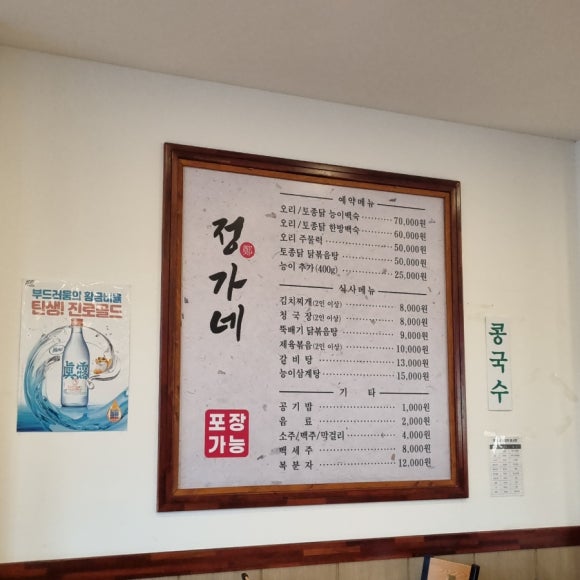 정가네
鄭
포장
가능
예약메뉴
오리/토종닭 능이백숙 ············ 70,000원
오리/토종닭 한방백숙 ············ 60,000원
오리 주물럭 ············ 50,000원
토종닭 닭볶음탕 ············ 50,000원
능이 추가(400g) ············ 25,000원
식사메뉴
김치찌개(2인 이상) ············ 8,000원
청국장(2인 이상) ············ 8,000원
뚝배기 닭볶음탕 ············ 9,000원
제육볶음(2인 이상) ············ 10,000원
갈비탕 ············ 13,000원
능이삼계탕 ············ 15,000원
기 타
공기밥 ············ 1,000원
음 료 ············ 2,000원
소주/맥주/막걸리 ············ 4,000원
백세주 ············ 8,000원
복분자 ············ 12,000원
부드러움의 황금비율
탄생! 진로골드
眞露
콩국수